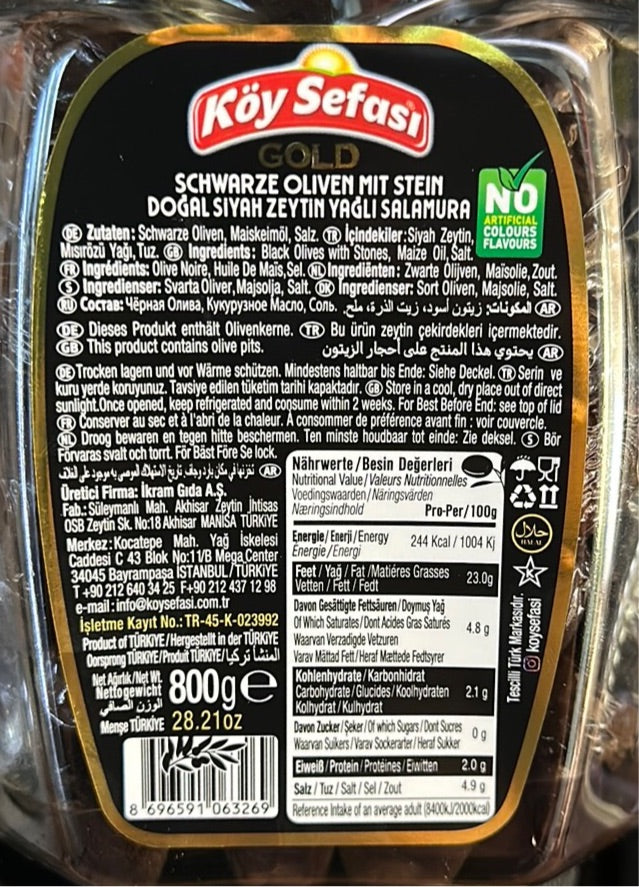 Köy Sefası
GOLD
SCHWARZE OLIVEN MIT STEIN
DOĞAL SİYAH ZEYTİN YAĞLI SALAMURA
NO
ARTIFICIAL
COLOURS
FLAVOURS
DE Zutaten: Schwarze Oliven, Maiskeimöl, Salz. TR İçindekiler: Siyah Zeytin,
Mısırözü Yağı, Tuz. GB Ingredients: Black Olives with Stones, Maize Oil, Salt.
FR Ingrédients: Olive Noire, Huile De Maïs, Sel. NL Ingrediënten: Zwarte Olijven, Maïsolie, Zout.
S Ingredienser: Svarta Oliver, Majsolja, Salt. DK Ingredienser: Sort Oliven, Majsolie, Salt.
RU Состав: Чёрная Олива, Кукурузное Масло, Соль. AR المكونات: زيتون أسود، زيت الذرة، ملح
DE Dieses Produkt enthält Olivenkerne. TR Bu ürün zeytin çekirdekleri içermektedir.
GB This product contains olive pits. AR يحتوي هذا المنتج على أحجار الزيتون
DE Trocken lagern und vor Wärme schützen. Mindestens haltbar bis Ende: Siehe Deckel. TR Serin ve
kuru yerde koruyunuz. Tavsiye edilen tüketim tarihi kapaktadır. GB Store in a cool, dry place out of direct
sunlight. Once opened, keep refrigerated and consume within 2 weeks. For Best Before End: see top of lid
FR Conserver au sec et à l'abri de la chaleur. A consommer de préférence avant fin : voir couvercle.
NL Droog bewaren en tegen hitte beschermen. Ten minste houdbaar tot einde: Zie deksel. S Bör
Förvaras svalt och torrt. För Bäst Före Se lock.
AR
Üretici Firma: İkram Gıda A.Ş.
Fab.: Süleymanlı Mah. Akhisar Zeytin İhtisas
OSB Zeytin Sk. No:18 Akhisar MANİSA TÜRKİYE
Merkez: Kocatepe Mah. Yağ İskelesi
Caddesi C 43 Blok No:11/B Mega Center
34045 Bayrampaşa İSTANBUL/TÜRKİYE
T +90 212 640 34 25 F+90 212 437 12 98
e-mail: info@koysefasi.com.tr
İşletme Kayıt No.: TR-45-K-023992
Product of TÜRKİYE/Hergestellt in der TÜRKİYE
Oorsprong TÜRKİYE/Produit TÜRKİYE/ المنشأ تركيا
Net Ağırlık/Net Wt.
Nettogewicht
الوزن الصافي
800g e
Menşe TÜRKİYE 28.21oz
8 696591 063269
Nährwerte/Besin Değerleri
Nutritional Value/Valeurs Nutritionnelles
Voedingswaarden/Näringsvärden
Næringsindhold
Pro-Per/100g
Energie/Enerji/Energy 244 Kcal / 1004 Kj
Énergie/Energi
Feet/Yağ/Fat/Matiéres Grasses 23.0g
Vetten/Fett/Fedt
Davon Gesättigte Fettsäuren/Doymuş Yağ
Of Which Saturates/Dont Acides Gras Saturés 4.8 g
Waarvan Verzadigde Vetzuren
Varav Mättad Fett/Heraf Mættede Fedtsyrer
Kohlenhydrate/Karbonhidrat
Carbohydrate/Glucides/Koolhydraten 2.1 g
Kolhydrat/Kulhydrat
Davon Zucker/Şeker/Of which Sugars/Dont Sucres 0 g
Waarvan Suikers/Varav Sockerarter/Heraf Sukker
Eiweiß/Protein/Protéines/Eiwitten 2.0 g
Salz/Tuz/Salt/Sel/Zout 4.9 g
Reference Intake of an average adult (8400kJ/2000kcal)
حلال
HALAL
Tescilli Türk Markasıdır.
koysefasi